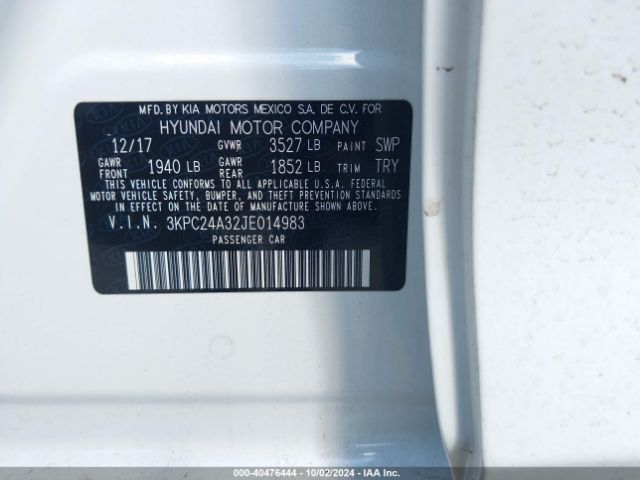 MFD. BY KIA MOTORS MEXICO S.A. DE C.V. FOR
HYUNDAI MOTOR COMPANY
12/17 GVWR 3527 LB PAINT SWP
GAWR FRONT 1940 LB GAWR REAR 1852 LB TRIM TRY
THIS VEHICLE CONFORMS TO ALL APPLICABLE U.S.A. FEDERAL
MOTOR VEHICLE SAFETY, BUMPER, AND THEFT PREVENTION STANDARDS
IN EFFECT ON THE DATE OF MANUFACTURE SHOWN ABOVE.
V.I.N. 3KPC24A32JE014983
PASSENGER CAR
000-40476444 - 10/02/2024 - IAA Inc.